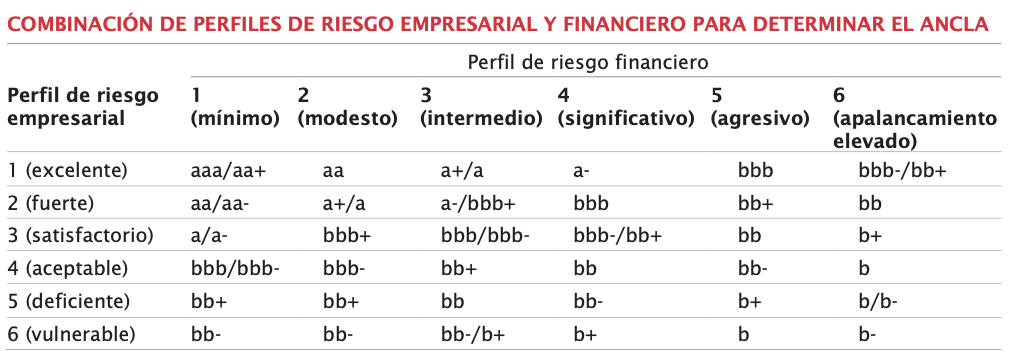 COMBINACIÓN DE PERFILES DE RIESGO EMPRESARIAL Y FINANCIERO PARA DETERMINAR EL ANCLA
Perfil de riesgo financiero
Perfil de riesgo 1 2 3 4 5 6
empresarial (mínimo) (modesto) (intermedio) (significativo) (agresivo) (apalancamiento
elevado)
1 (excelente) aaa/aa+ aa a+/a a- bbb bbb-/bb+
2 (fuerte) aa/aa- a+/a a-/bbb+ bbb bb+ bb
3 (satisfactorio) a/a- bbb+ bbb/bbb- bbb-/bb+ bb b+
4 (aceptable) bbb/bbb- bbb- bb+ bb bb- b
5 (deficiente) bb+ bb+ bb bb- b+ b/b-
6 (vulnerable) bb- bb- bb-/b+ b+ b b-